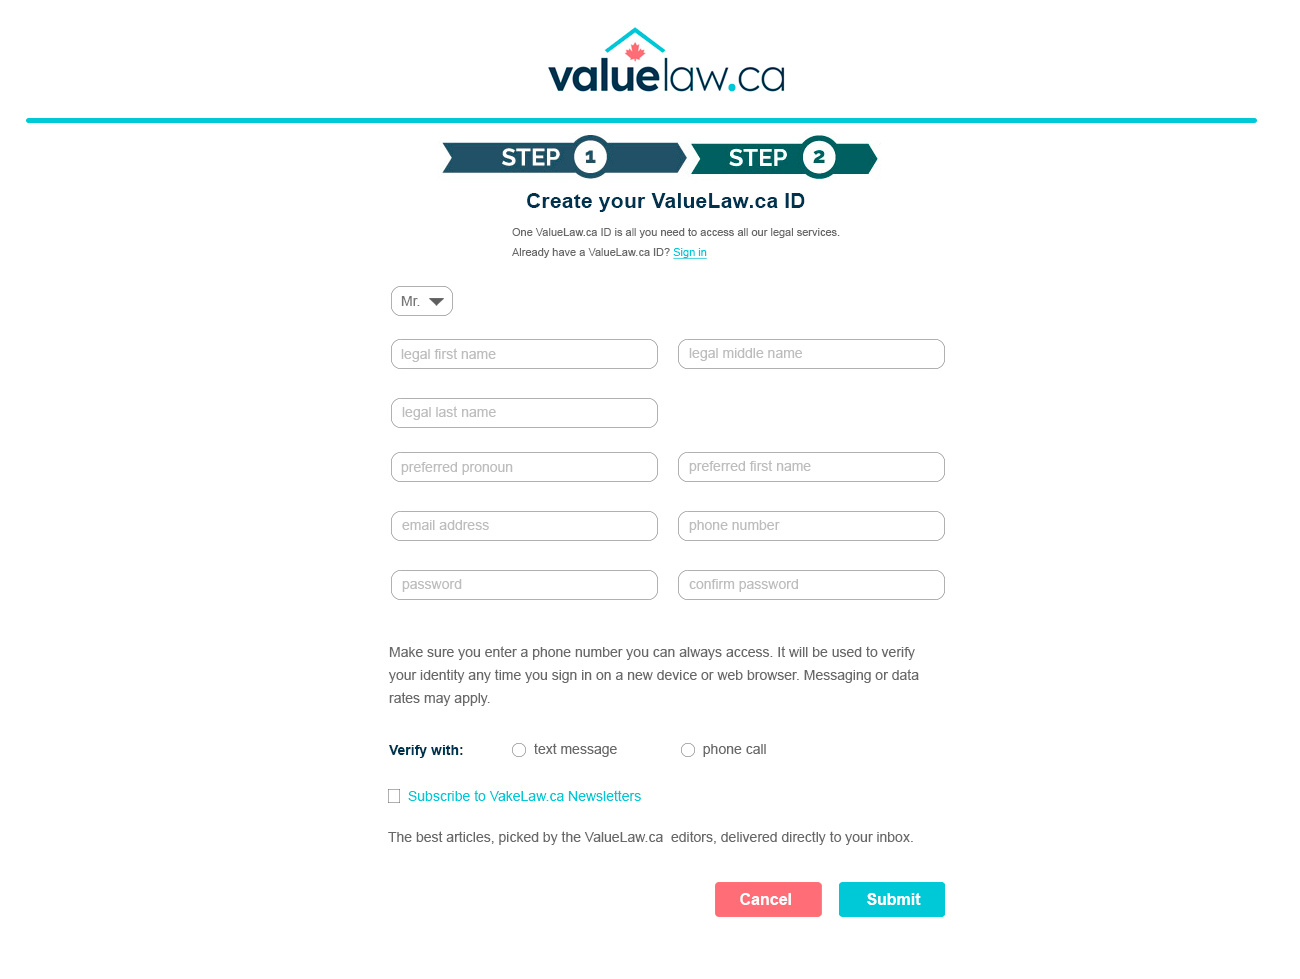 valuelaw.ca
STEP 1 STEP 2
Create your ValueLaw.ca ID
One ValueLaw.ca ID is all you need to access all our legal services.
Already have a ValueLaw.ca ID? Sign in
Mr.
legal first name legal middle name
legal last name
preferred pronoun preferred first name
email address phone number
password confirm password
Make sure you enter a phone number you can always access. It will be used to verify
your identity any time you sign in on a new device or web browser. Messaging or data
rates may apply.
Verify with: text message phone call
Subscribe to VakeLaw.ca Newsletters
The best articles, picked by the ValueLaw.ca  editors, delivered directly to your inbox.
Cancel Submit